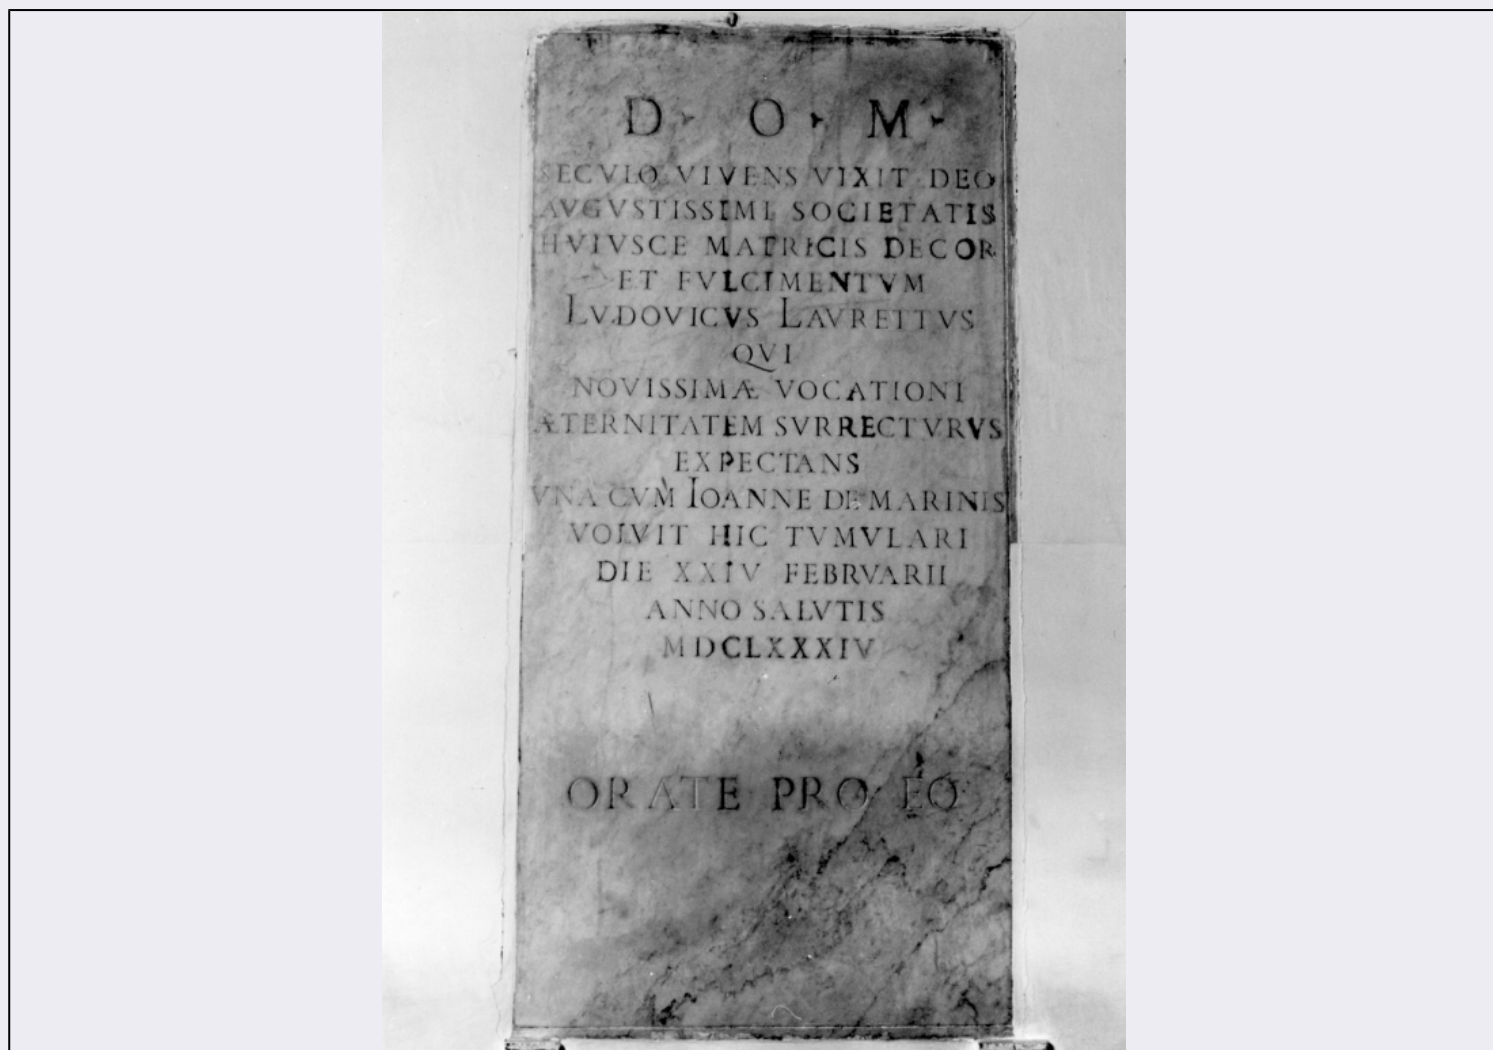 D · O · M ·
SECVLO VIVENS VIXIT DEO
AVGVSTISSIMI SOCIETATIS
HVIVSCE MATRICIS DECOR
ET FVLCIMENTVM
LVDOVICVS LAVRETTVS
QVI
NOVISSIMÆ VOCATIONI
ÆTERNITATEM SVRRECTVRVS
EXPECTANS
VNA CVM IOANNE DE MARINIS
VOLVIT HIC TVMVLARI
DIE XXIV FEBRVARII
ANNO SALVTIS
MDCLXXXIV
ORATE PRO EO